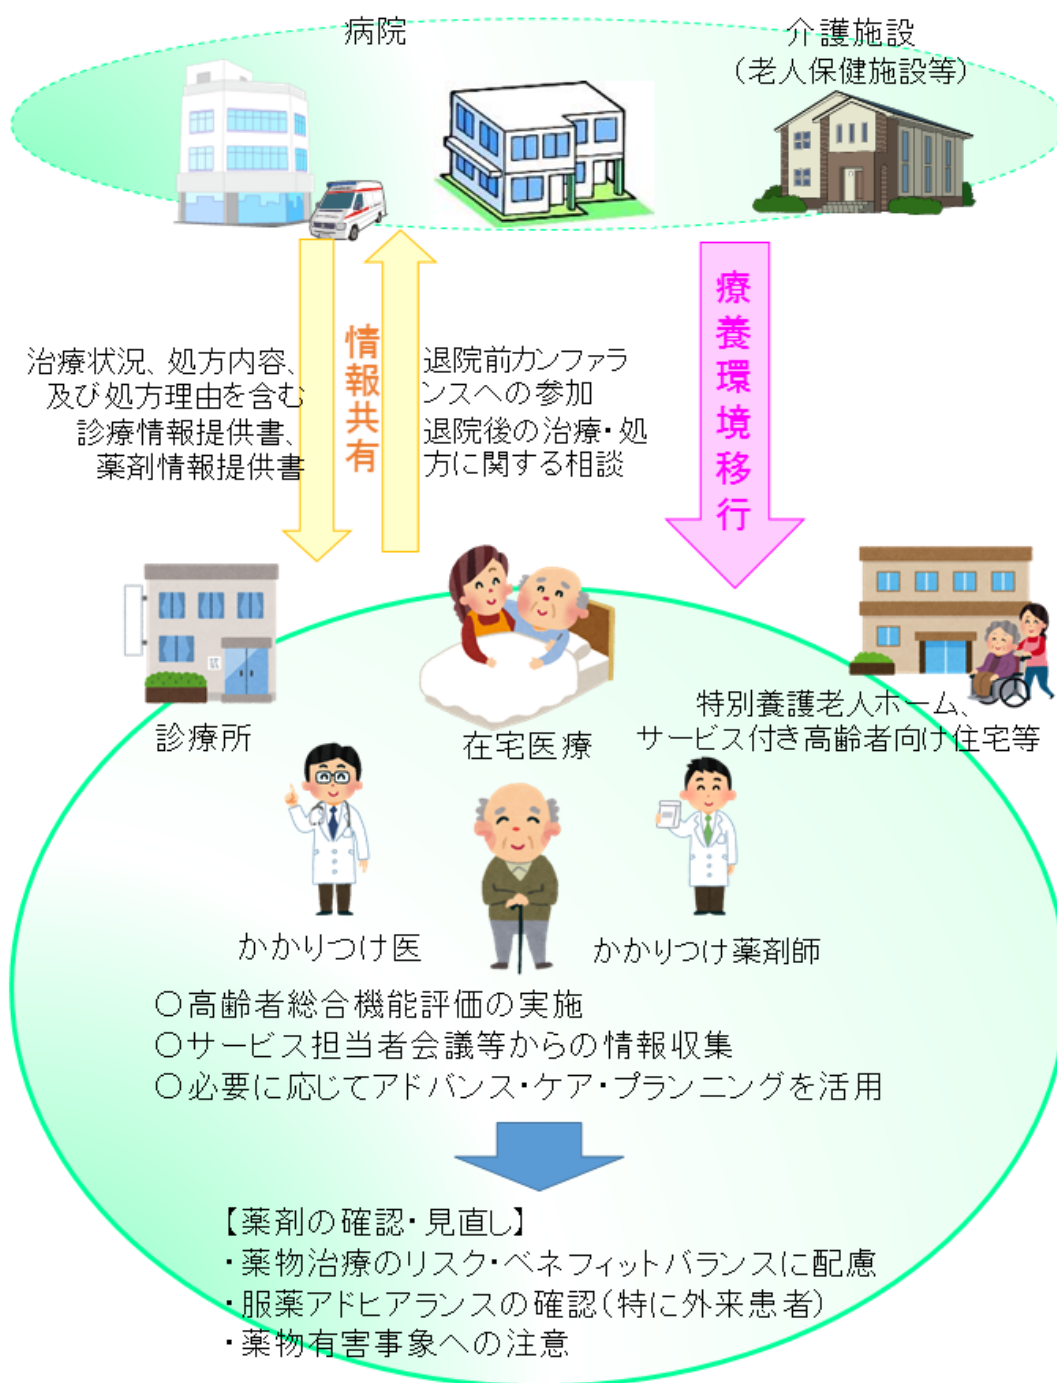 病院
介護施設
（老人保健施設等）
治療状況、処方内容、
及び処方理由を含む
診療情報提供書、
薬剤情報提供書
情報共有
退院前カンファラ
ンスへの参加
退院後の治療・処
方に関する相談
療養環境移行
診療所
在宅医療
特別養護老人ホーム、
サービス付き高齢者向け住宅等
かかりつけ医
かかりつけ薬剤師
○高齢者総合機能評価の実施
○サービス担当者会議等からの情報収集
○必要に応じてアドバンス・ケア・プランニングを活用
【薬剤の確認・見直し】
・薬物治療のリスク・ベネフィットバランスに配慮
・服薬アドヒアランスの確認（特に外来患者）
・薬物有害事象への注意